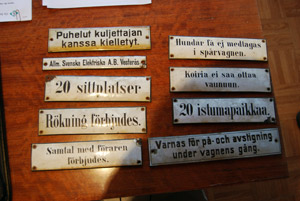 Puhelut kuljettajan
kanssa kielletyt.
Allm. Svenska Elektriska A.B. Vesterås
20 sittplatser
Rökning förbjudes.
Samtal med föraren
förbjudes.
Hundar få ej medtagas
i spårvagnen.
Koiria ei saa ottaa
vaunuun.
20 istumapaikkaa.
Varnas för på- och avstigning
under vagnens gång.